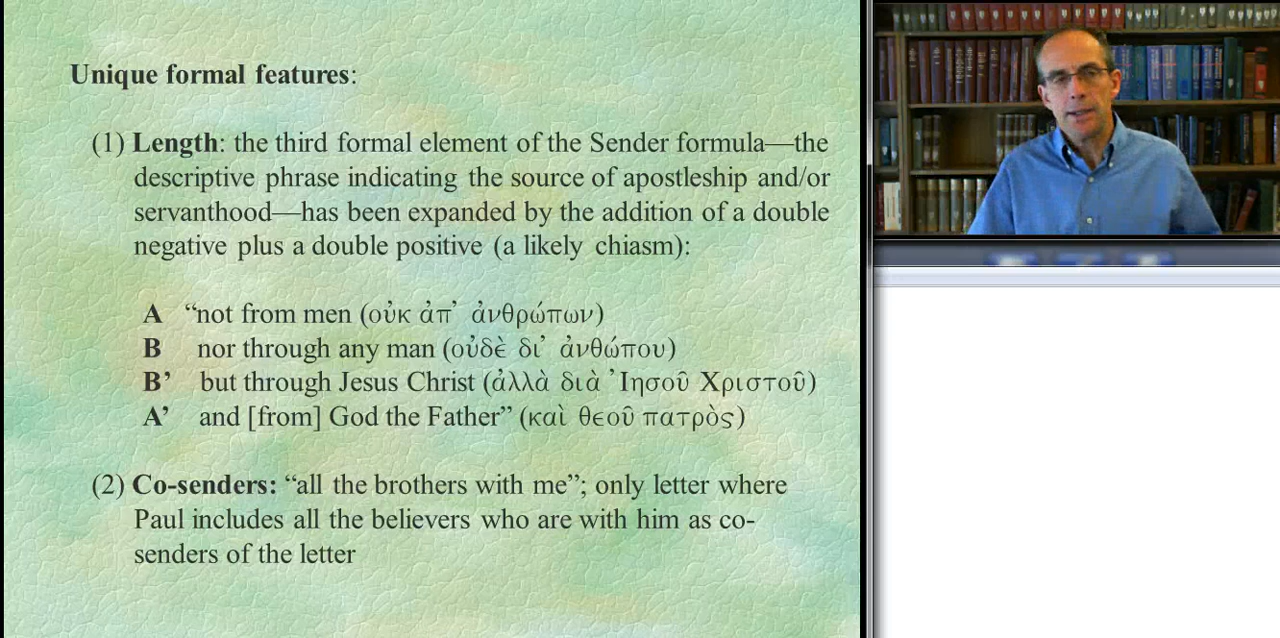 Unique formal features:
(1) Length: the third formal element of the Sender formula—the
descriptive phrase indicating the source of apostleship and/or
servanthood—has been expanded by the addition of a double
negative plus a double positive (a likely chiasm):
A “not from men (οὐκ ἀπ’ ἀνθρώπων)
B nor through any man (οὐδὲ δι’ ἀνθώπου)
B’ but through Jesus Christ (ἀλλὰ διὰ ’Ιησοῦ Χριστοῦ)
A’ and [from] God the Father” (καὶ θεοῦ πατρὸς)
(2) Co-senders: “all the brothers with me”; only letter where
Paul includes all the believers who are with him as co-
senders of the letter